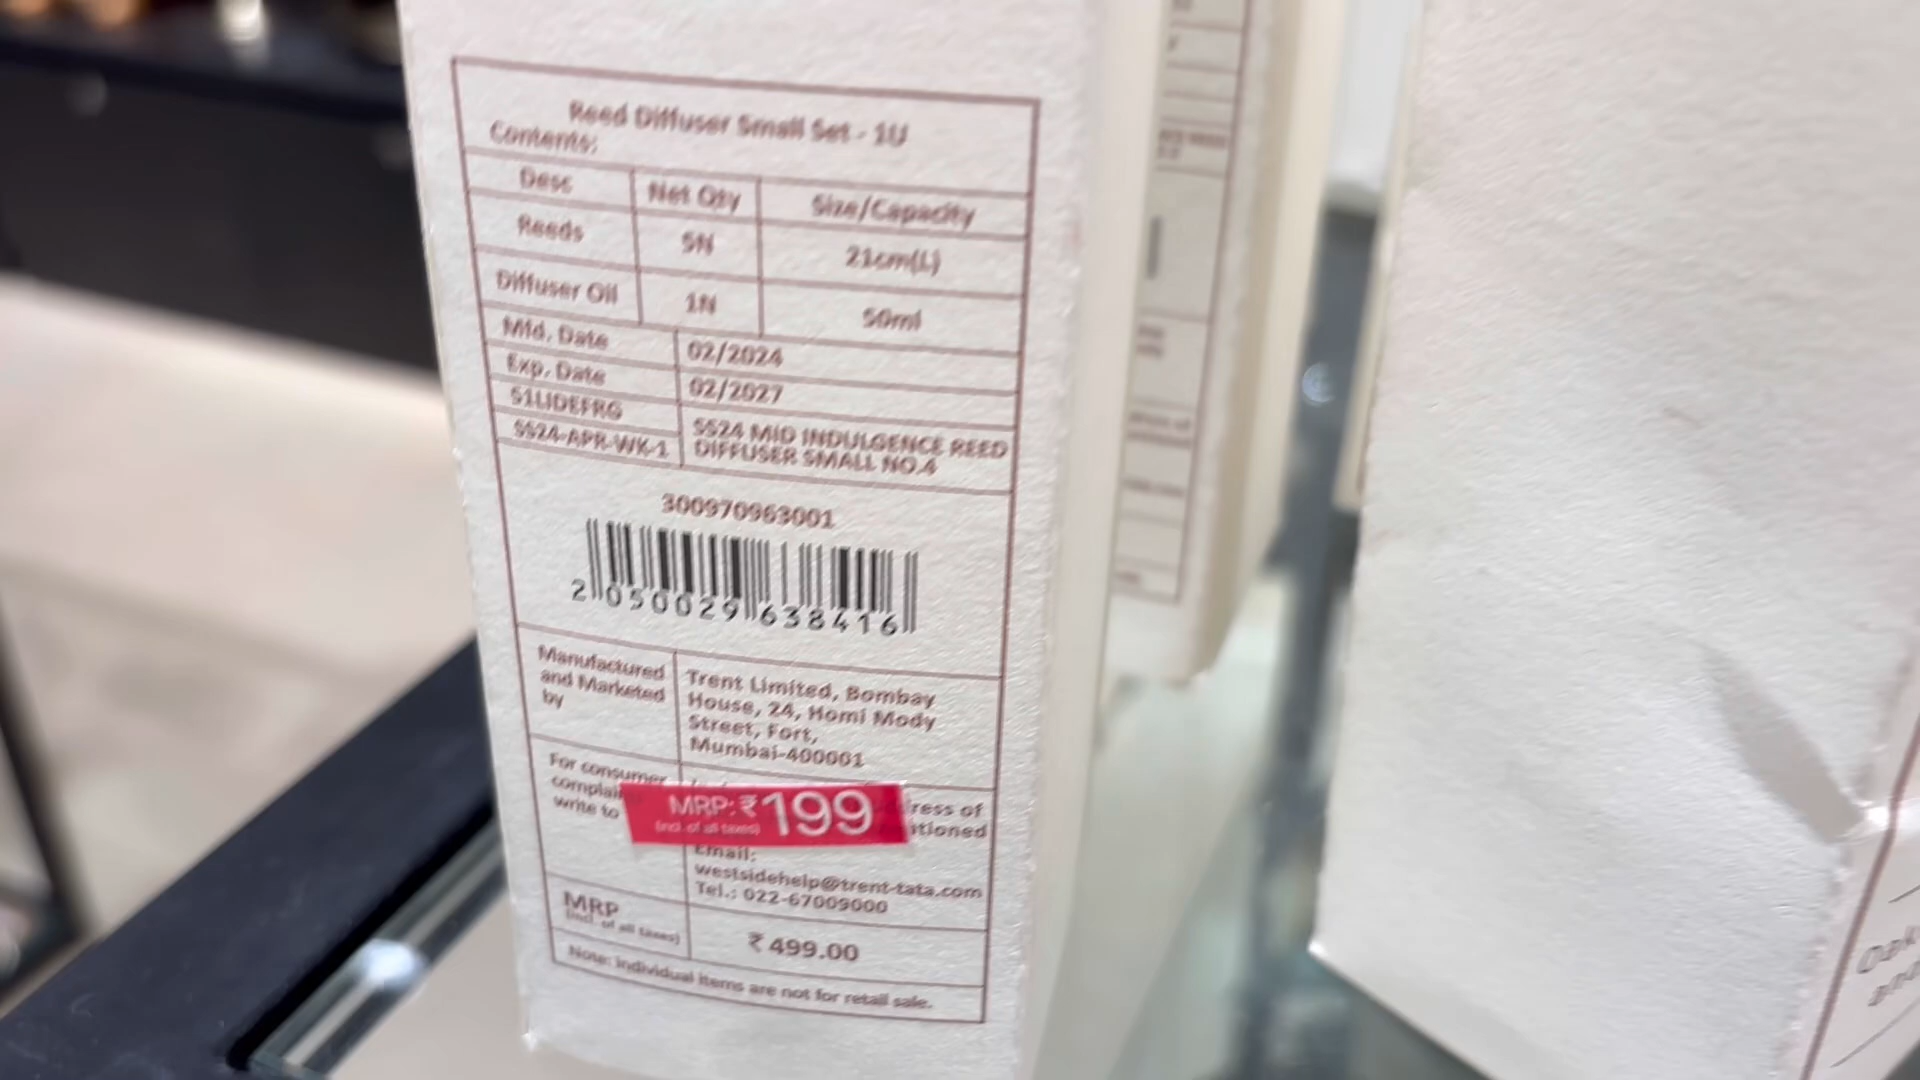 Reed Diffuser Small Set - 1U
Contents:
Desc Net Qty Size/Capacity
Reeds 5N 21cm(L)
Diffuser Oil 1N 50ml
Mfd. Date 02/2024
Exp. Date 02/2027
S1LIDEFRG
SS24-APR-WK-1
SS24 MID INDULGENCE REED
DIFFUSER SMALL NO.4
300970963001
2 050029 638416
Manufactured
and Marketed
by
Trent Limited, Bombay
House, 24, Homi Mody
Street, Fort,
Mumbai-400001
For consumer
write to
MRP: ₹199
(incl. of all taxes)
Email:
westsidehelp@trent-tata.com
Tel.: 022-67009000
MRP
(incl. of all taxes)
₹ 499.00
Note: Individual items are not for retail sale.